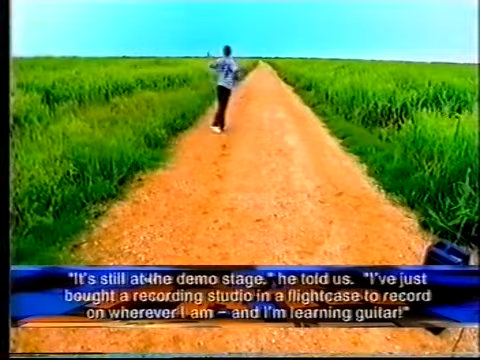 "It's still at the demo stage," he told us. "I've just
bought a recording studio in a flightcase to record
on wherever I am – and I'm learning guitar!"